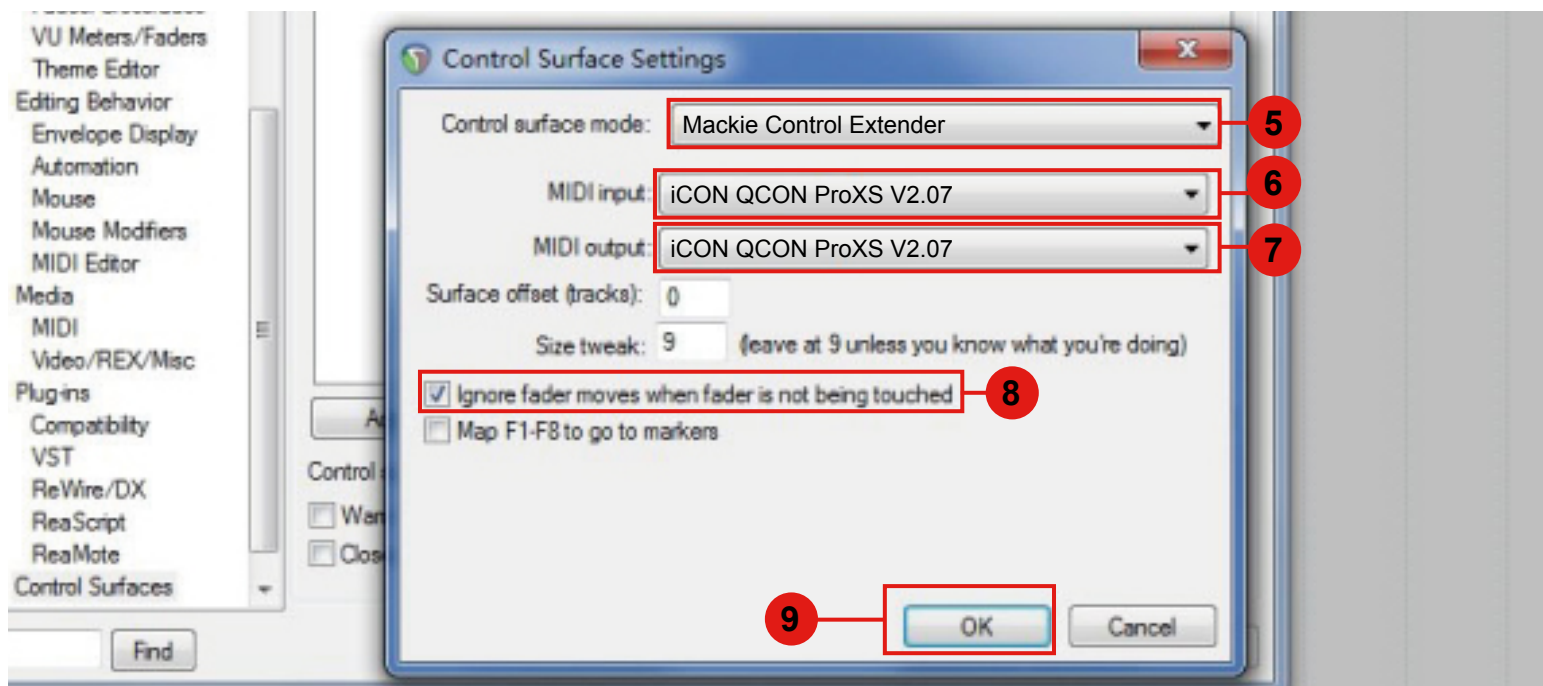 VU Meters/Faders
Theme Editor
Editing Behavior
Envelope Display
Automation
Mouse
Mouse Modifiers
MIDI Editor
Media
MIDI
Video/REX/Misc
Plug-ins
Compatibility
VST
ReWire/DX
ReaScript
ReaMote
Control Surfaces
Find
Control
Control Surface Settings
Control surface mode: Mackie Control Extender 5
MIDI input: iCON QCON ProXS V2.07 6
MIDI output: iCON QCON ProXS V2.07 7
Surface offset (tracks): 0
Size tweak: 9 (leave at 9 unless you know what you're doing)
Ignore fader moves when fader is not being touched 8
Map F1-F8 to go to markers
9 OK Cancel